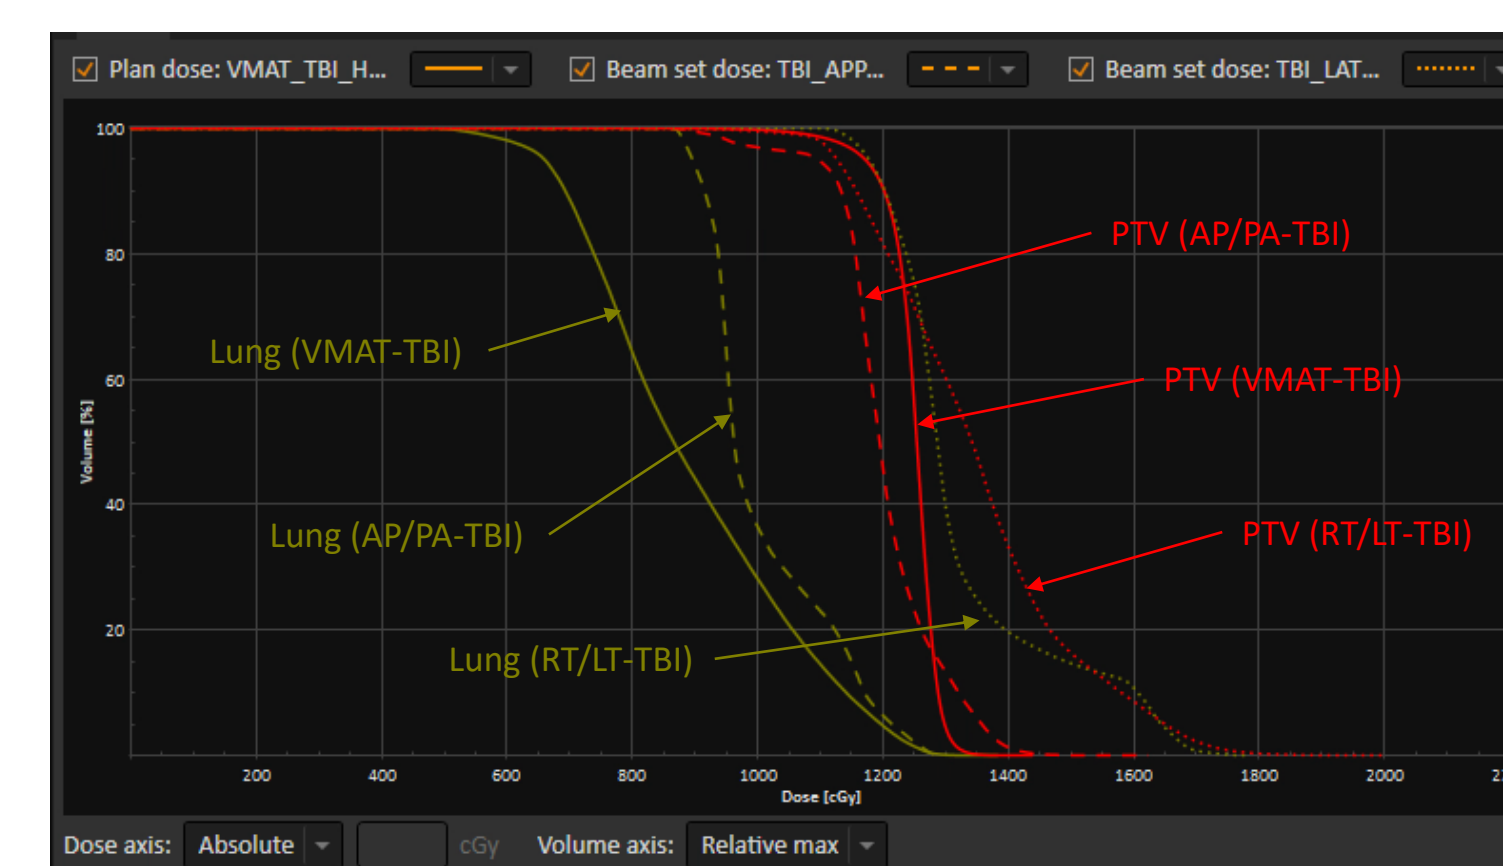 Plan dose: VMAT_TBI_H...
Beam set dose: TBI_APP...
Beam set dose: TBI_LAT...
100
80
60
40
20
Volume [%]
PTV (AP/PA-TBI)
Lung (VMAT-TBI)
PTV (VMAT-TBI)
Lung (AP/PA-TBI)
PTV (RT/LT-TBI)
Lung (RT/LT-TBI)
200 400 600 800 1000 1200 1400 1600 1800 2000
Dose [cGy]
Dose axis: Absolute cGy Volume axis: Relative max